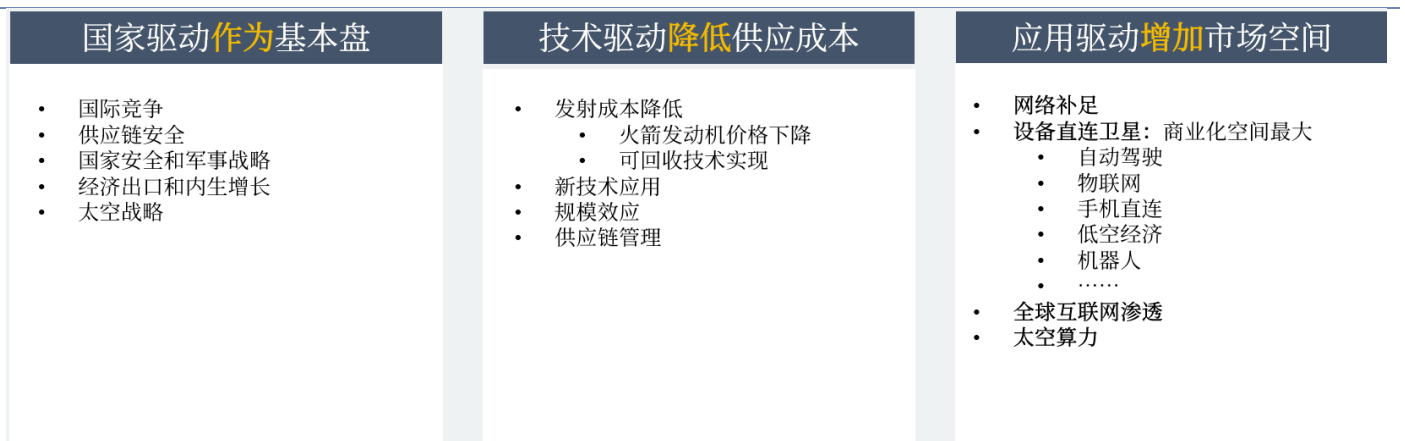 国家驱动作为基本盘
• 国际竞争
• 供应链安全
• 国家安全和军事战略
• 经济出口和内生增长
• 太空战略
技术驱动降低供应成本
• 发射成本降低
• 火箭发动机价格下降
• 可回收技术实现
• 新技术应用
• 规模效应
• 供应链管理
应用驱动增加市场空间
• 网络补足
• 设备直连卫星：商业化空间最大
• 自动驾驶
• 物联网
• 手机直连
• 低空经济
• 机器人
• ……
• 全球互联网渗透
• 太空算力